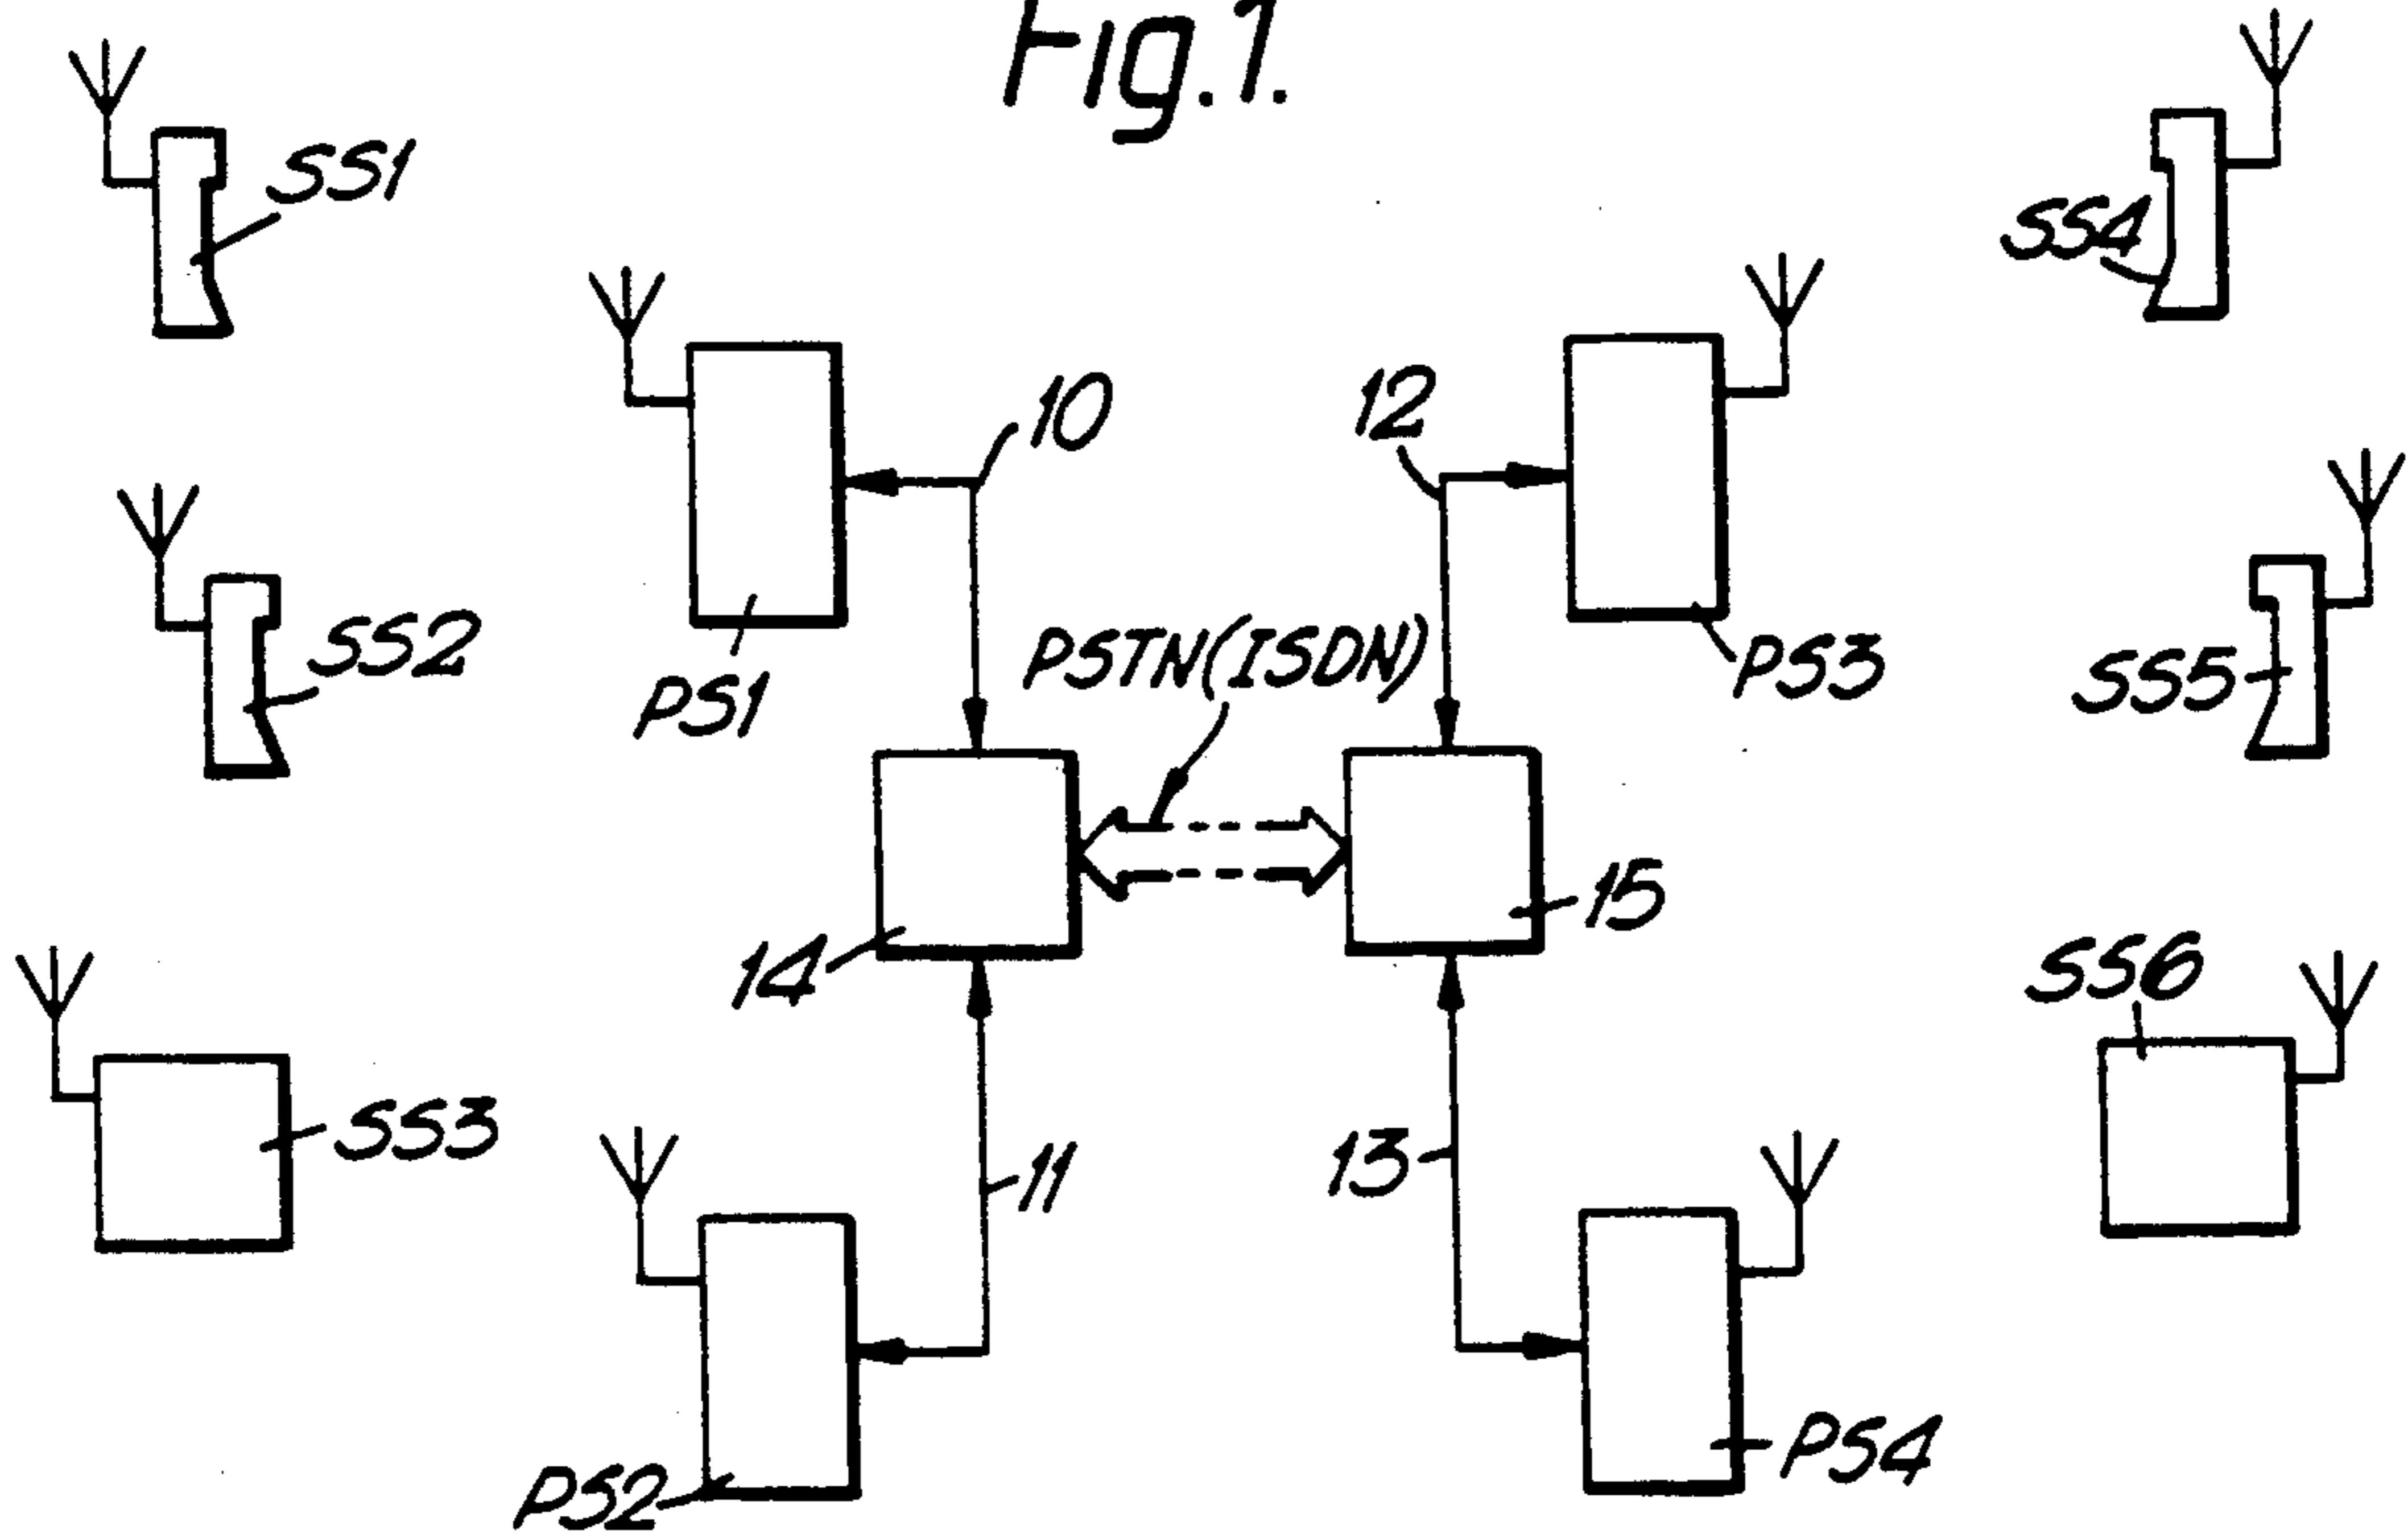 Fig.1.
SS1
SS4
10
12
SS2
PS1
PSTN(ISDN)
PS3
SS5
14
15
SS6
SS3
11
13
PS2
PS4